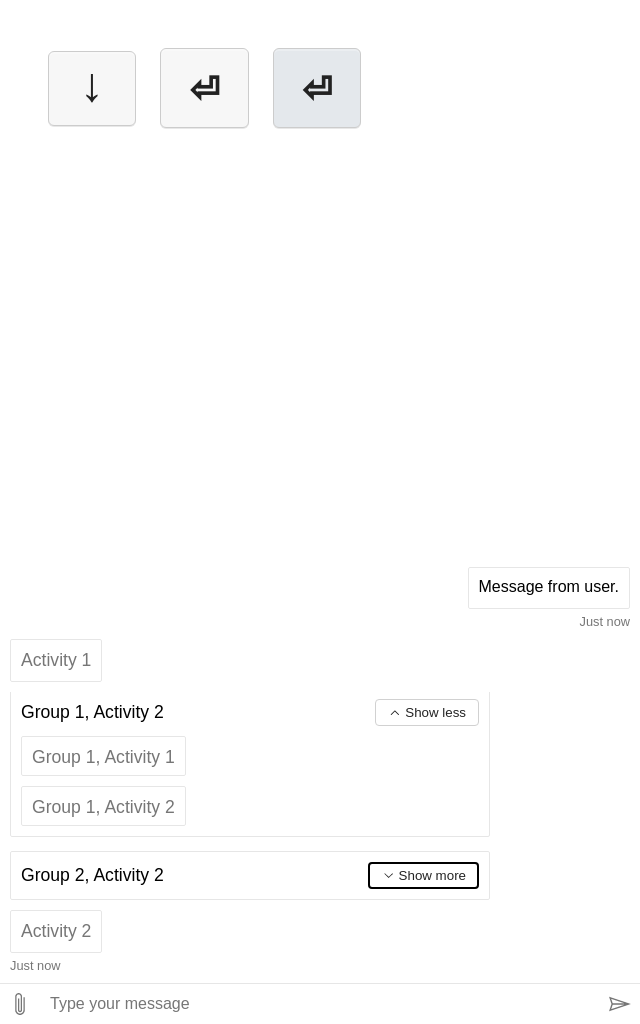 ↓ ⏎ ⏎
Message from user.
Just now
Activity 1
Group 1, Activity 2 Show less
Group 1, Activity 1
Group 1, Activity 2
Group 2, Activity 2 Show more
Activity 2
Just now
Type your message